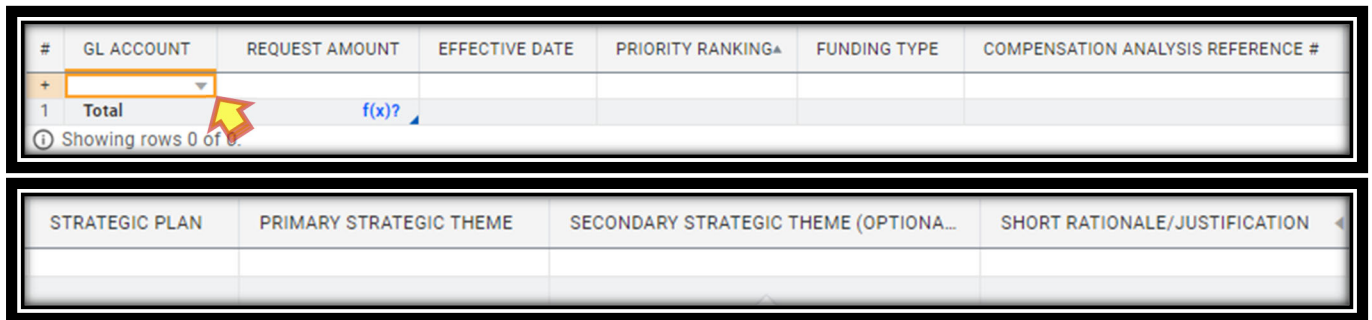 # GL ACCOUNT REQUEST AMOUNT EFFECTIVE DATE PRIORITY RANKING▲ FUNDING TYPE COMPENSATION ANALYSIS REFERENCE #
+
1 Total f(x)?
Showing rows 0 of 0.
STRATEGIC PLAN PRIMARY STRATEGIC THEME SECONDARY STRATEGIC THEME (OPTIONA... SHORT RATIONALE/JUSTIFICATION